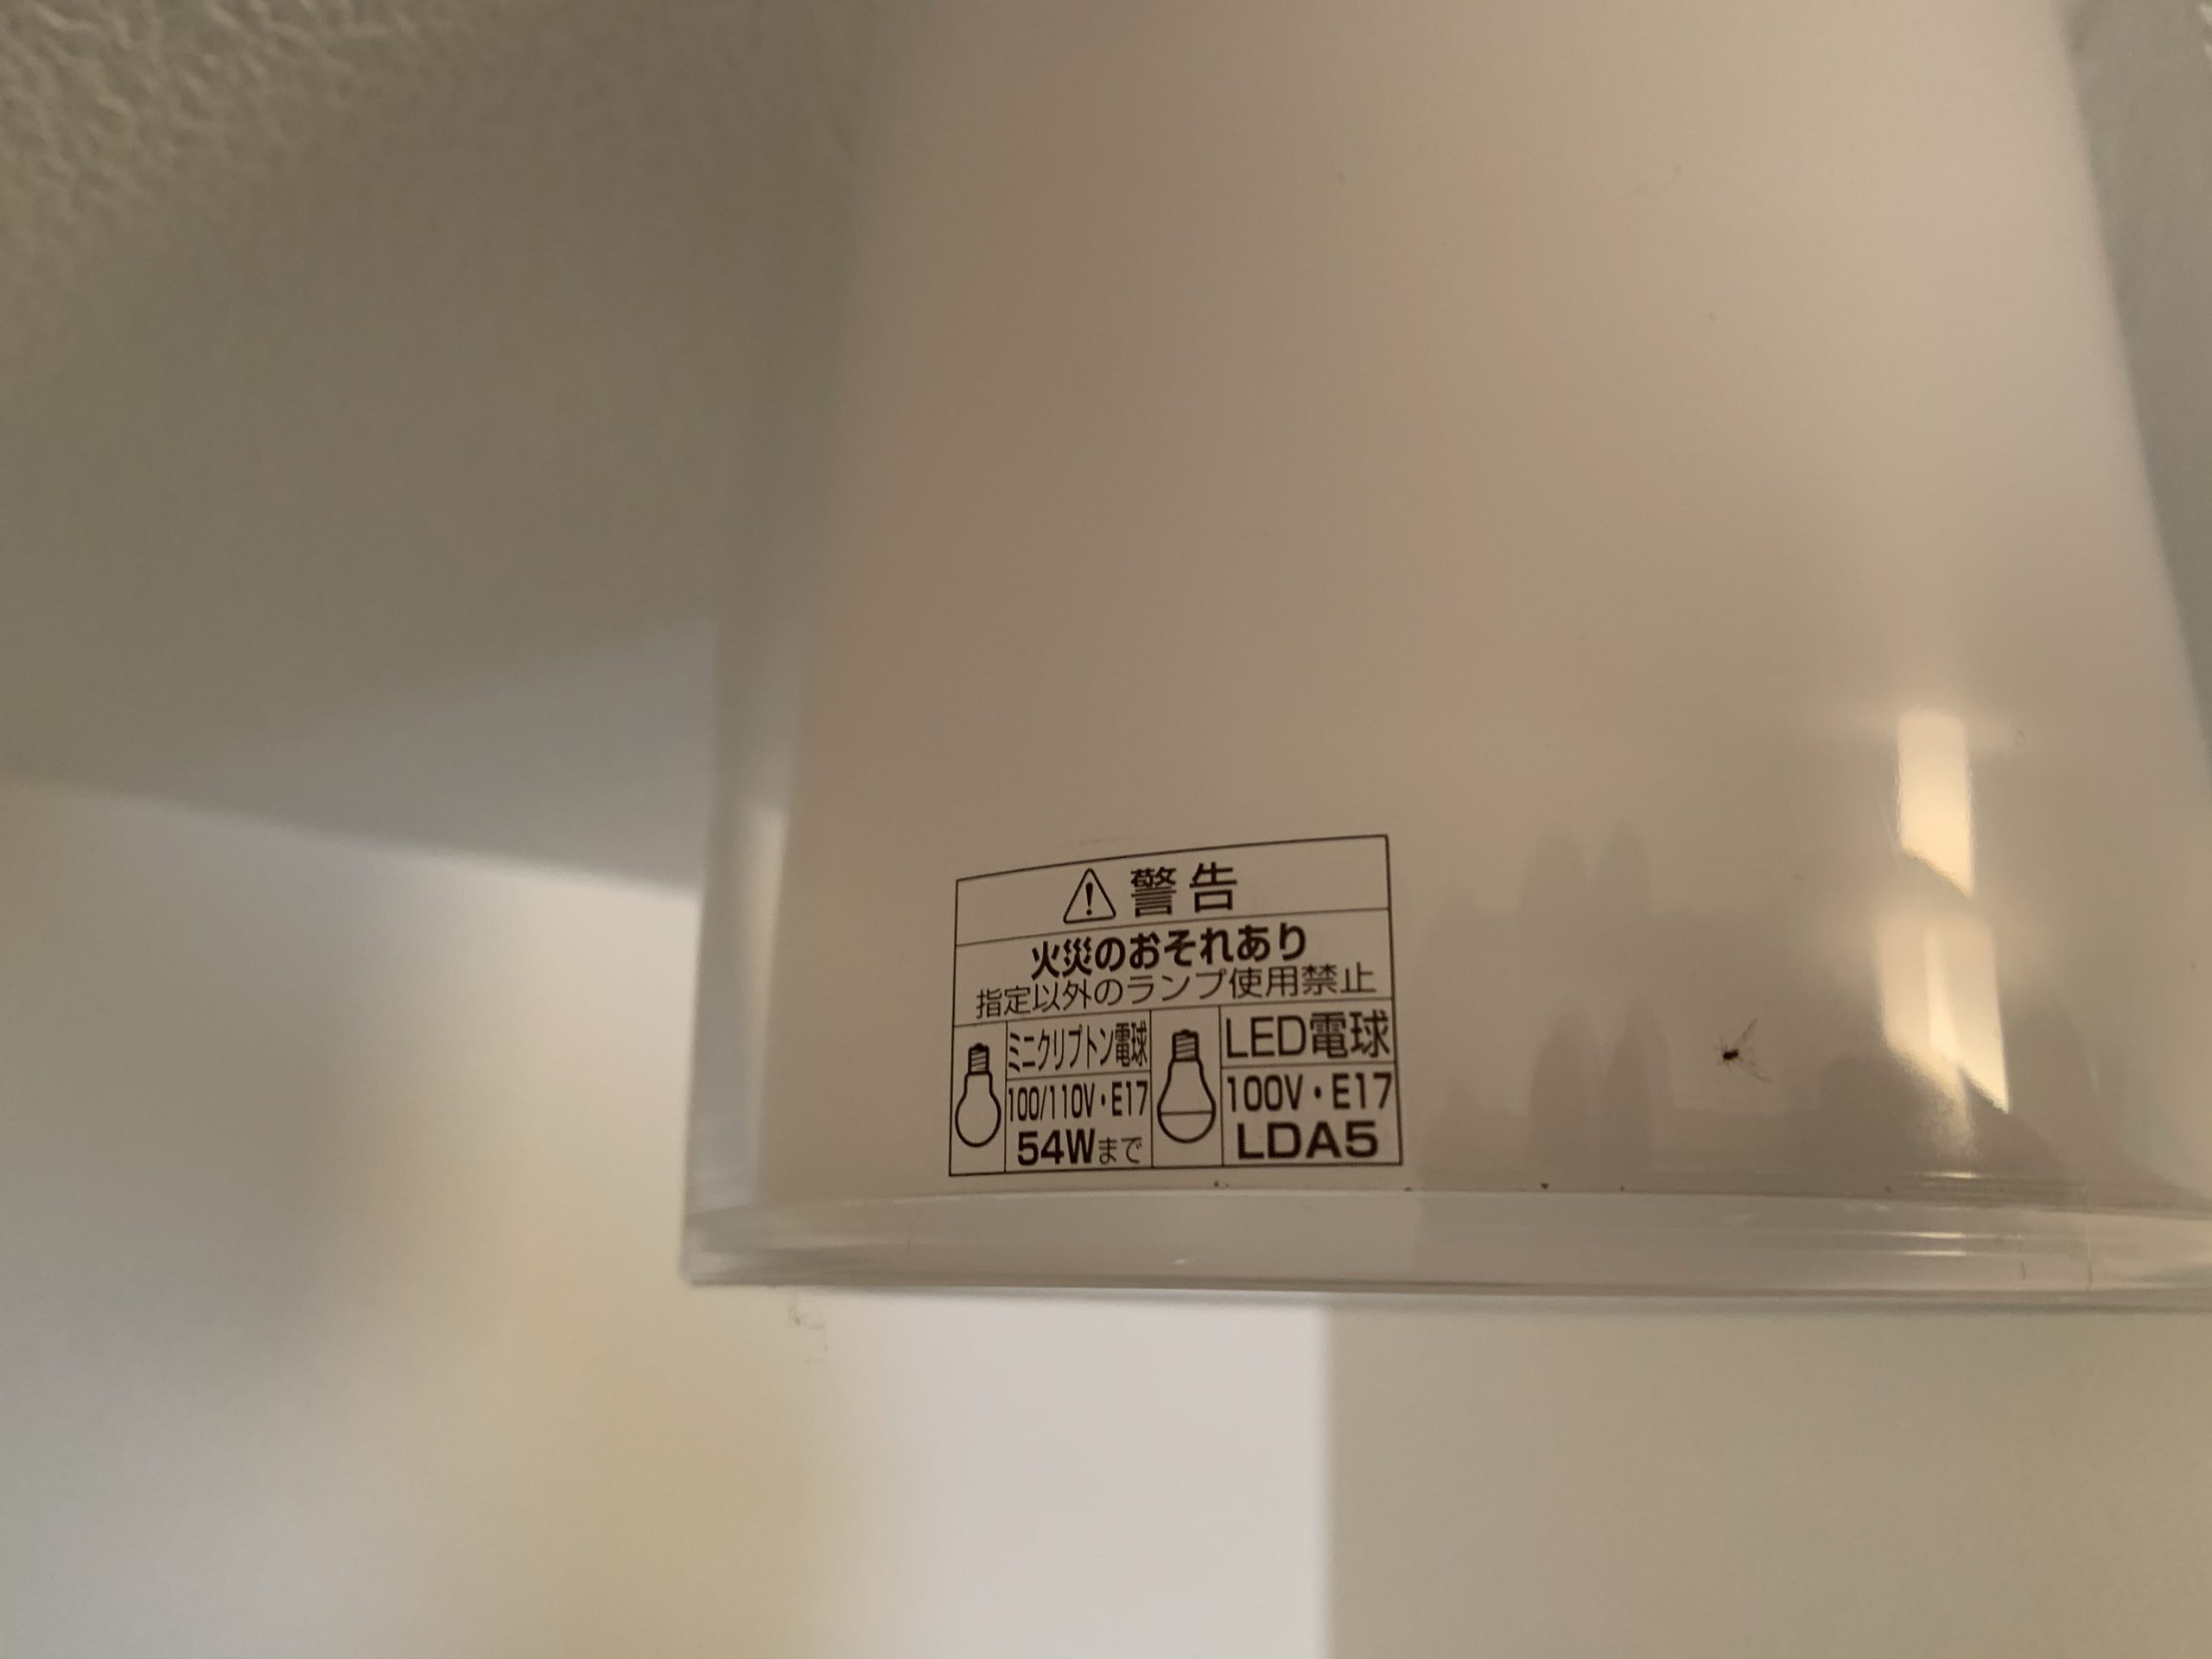 警告
火災のおそれあり
指定以外のランプ使用禁止
ミニクリプトン電球
100/110V・E17
54Wまで
LED電球
100V・E17
LDA5